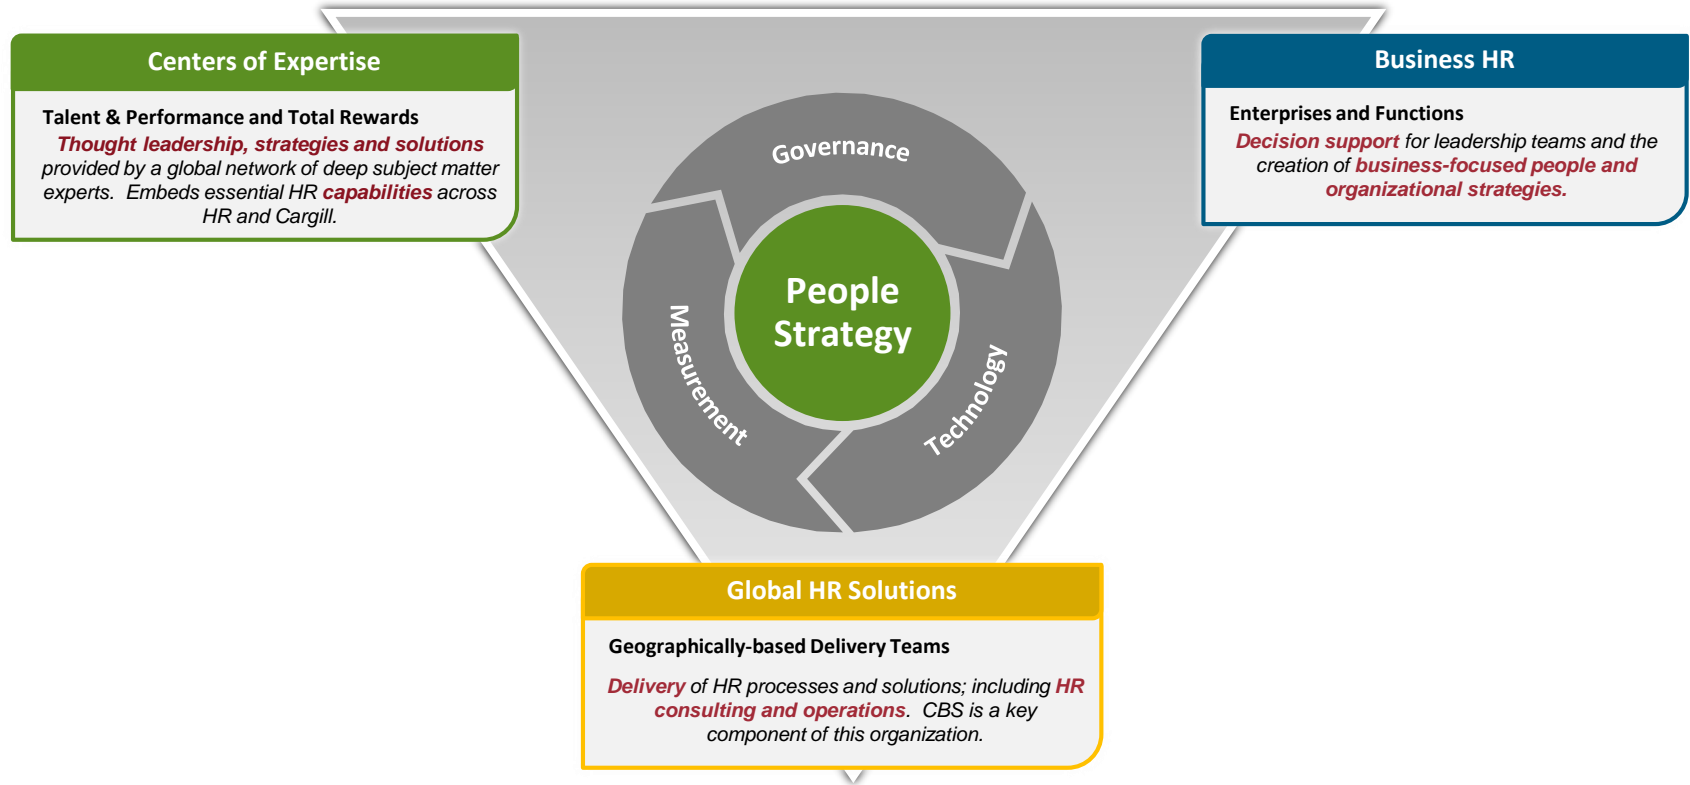 Centers of Expertise
Talent & Performance and Total Rewards
Thought leadership, strategies and solutions
provided by a global network of deep subject matter
experts.  Embeds essential HR capabilities across
HR and Cargill.
Business HR
Enterprises and Functions
Decision support for leadership teams and the
creation of business-focused people and
organizational strategies.
Governance
Measurement
People
Strategy
Technology
Global HR Solutions
Geographically-based Delivery Teams
Delivery of HR processes and solutions; including HR
consulting and operations.  CBS is a key
component of this organization.